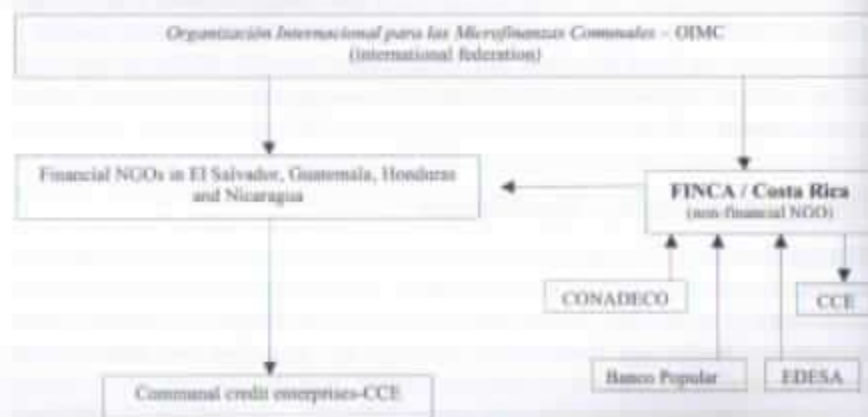 Organización Internacional para las Microfinanzas Comunales – OIMC
(international federation)
Financial NGOs in El Salvador, Guatemala, Honduras
and Nicaragua
FINCA / Costa Rica
(non-financial NGO)
CONADECO
CCE
Banco Popular
EDESA
Communal credit enterprises-CCE